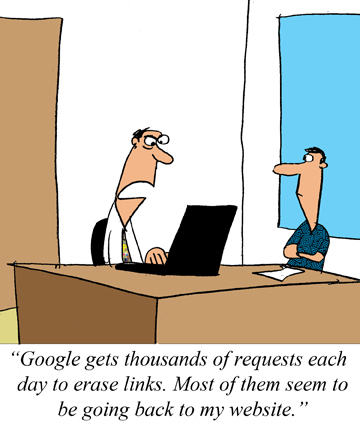 “Google gets thousands of requests each
day to erase links. Most of them seem to
be going back to my website.”